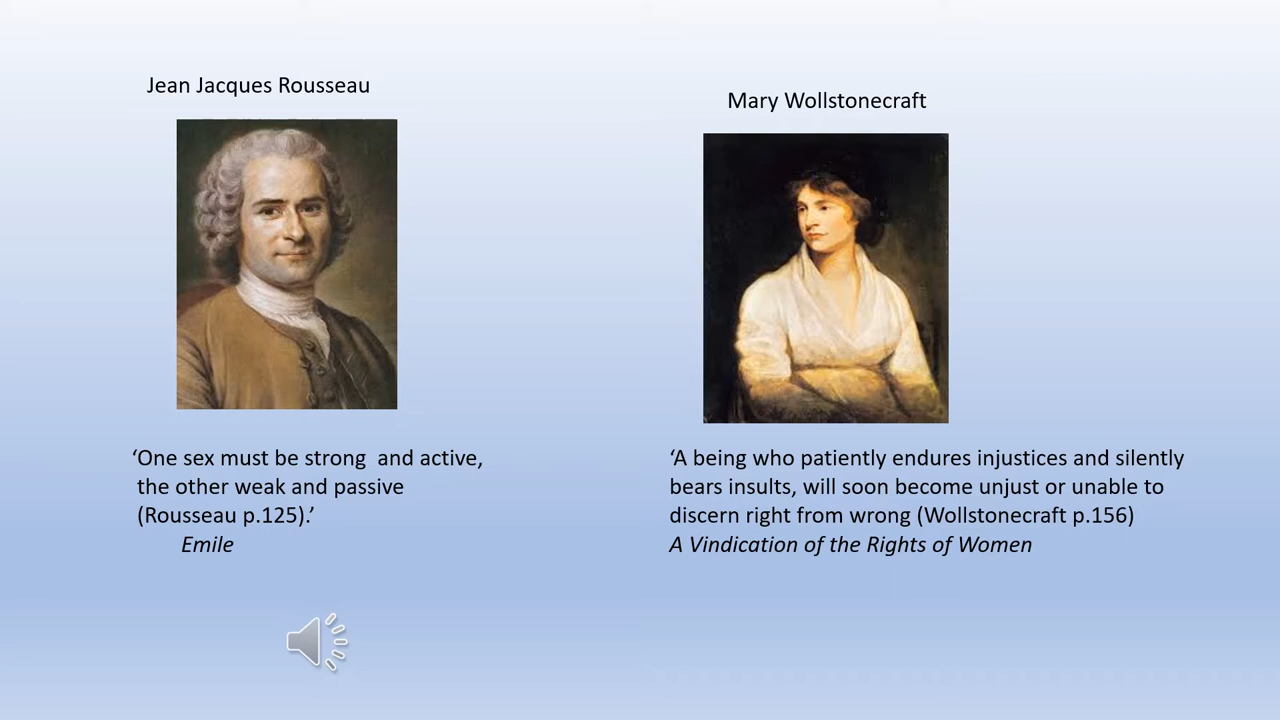 Jean Jacques Rousseau
Mary Wollstonecraft
‘One sex must be strong  and active,
the other weak and passive
(Rousseau p.125).’
Emile
‘A being who patiently endures injustices and silently
bears insults, will soon become unjust or unable to
discern right from wrong (Wollstonecraft p.156)
A Vindication of the Rights of Women